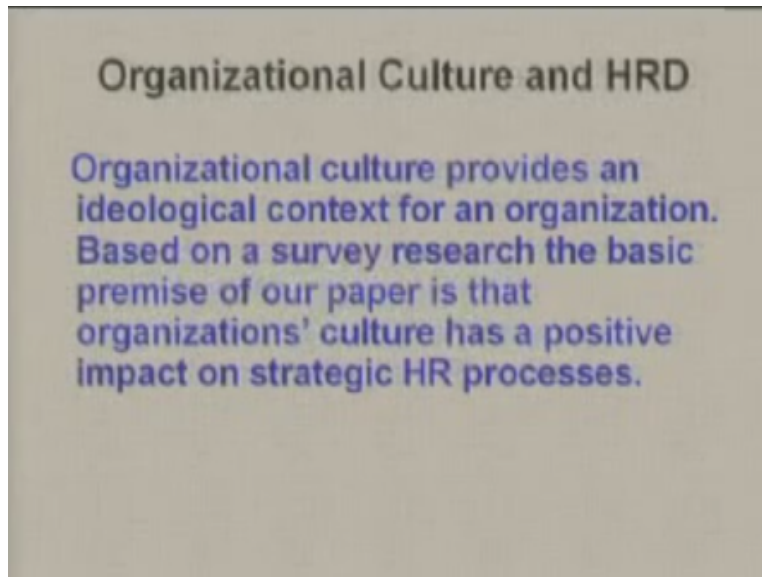 Organizational Culture and HRD
Organizational culture provides an
ideological context for an organization.
Based on a survey research the basic
premise of our paper is that
organizations' culture has a positive
impact on strategic HR processes.